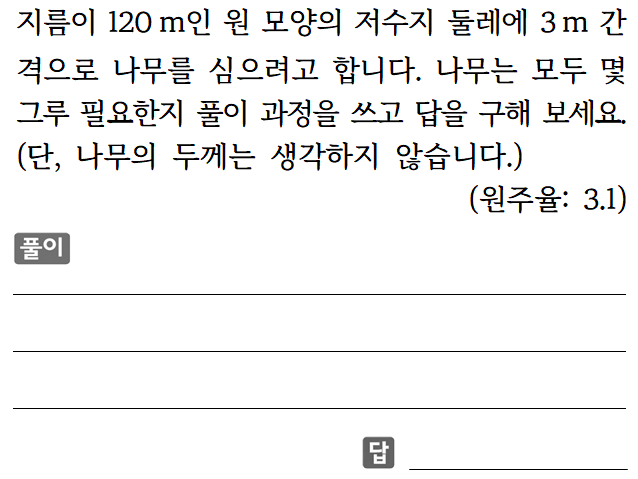 지름이 120 m인 원 모양의 저수지 둘레에 3 m 간
격으로 나무를 심으려고 합니다. 나무는 모두 몇
그루 필요한지 풀이 과정을 쓰고 답을 구해 보세요.
(단, 나무의 두께는 생각하지 않습니다.)
(원주율: 3.1)
풀이
답